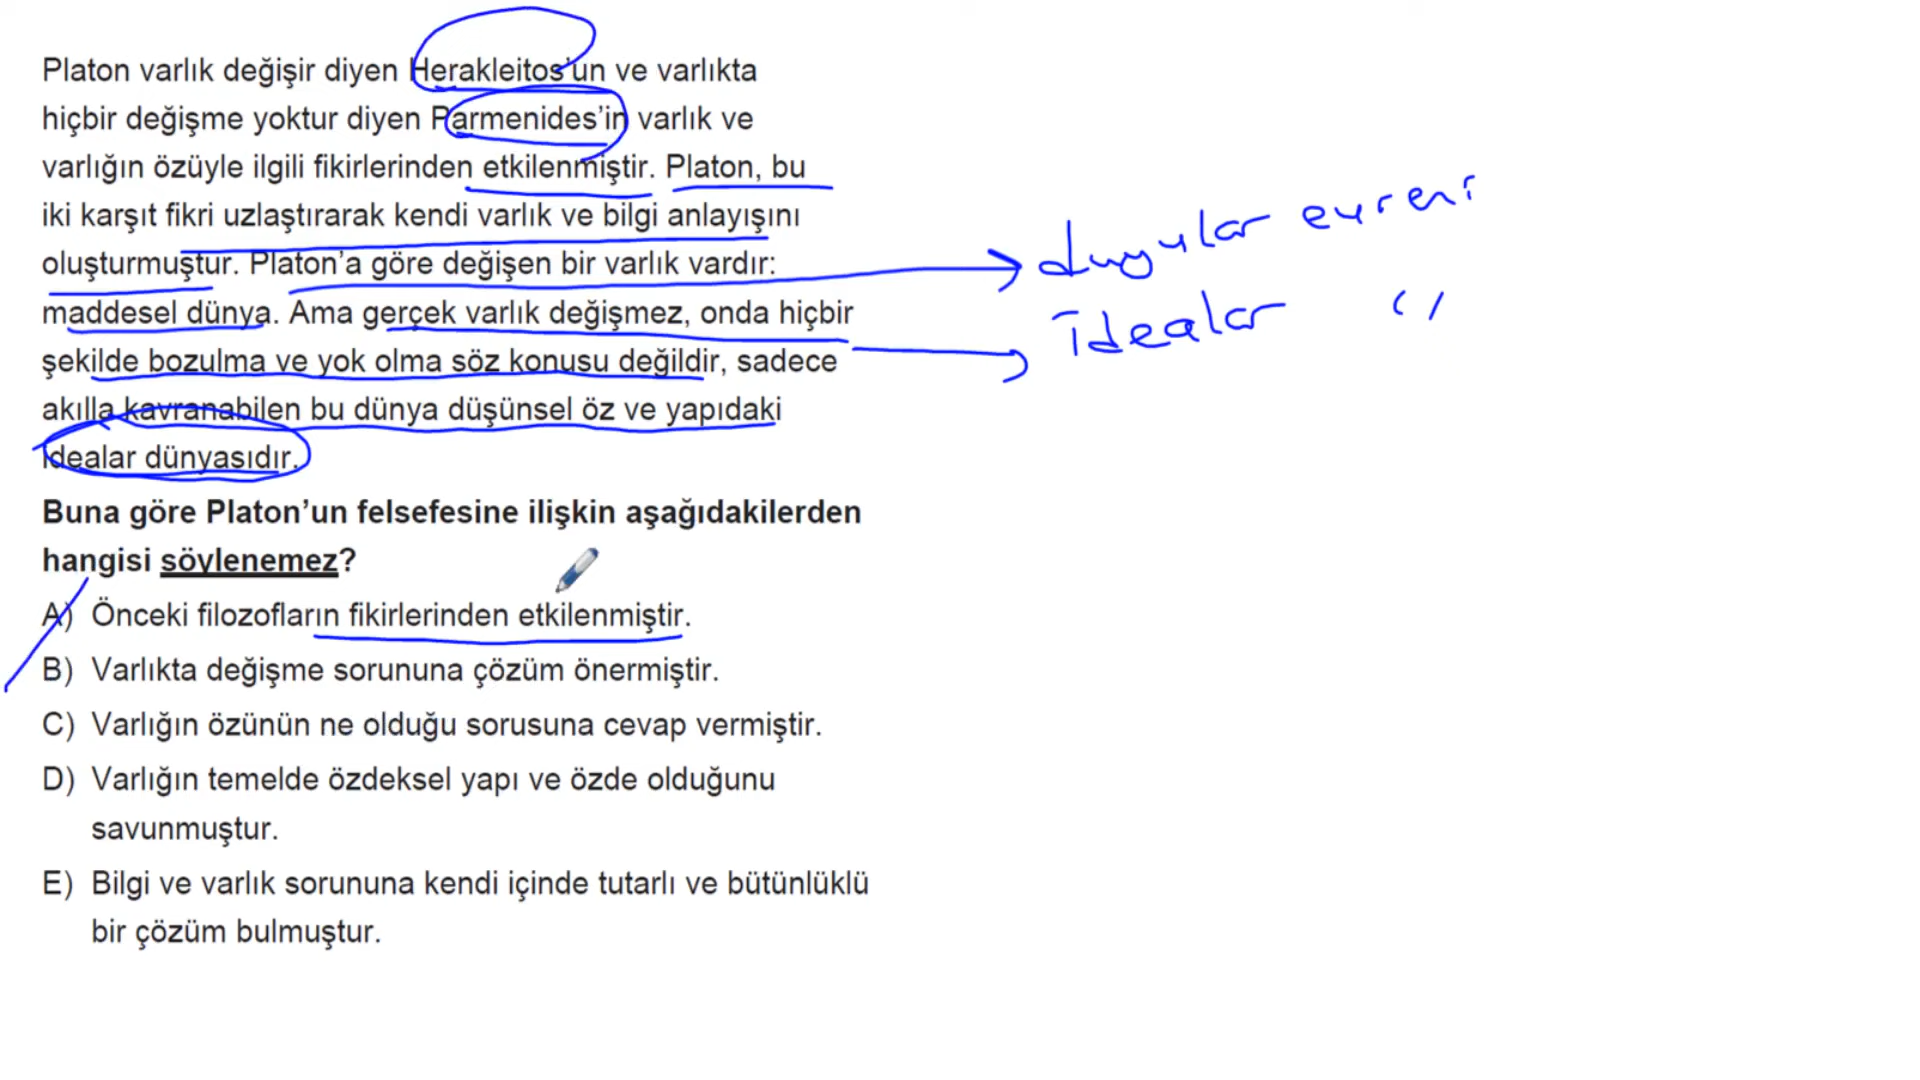 Platon varlık değişir diyen Herakleitos’un ve varlıkta
hiçbir değişme yoktur diyen Parmenides’in varlık ve
varlığın özüyle ilgili fikirlerinden etkilenmiştir. Platon, bu
iki karşıt fikri uzlaştırarak kendi varlık ve bilgi anlayışını
oluşturmuştur. Platon’a göre değişen bir varlık vardır:
maddesel dünya. Ama gerçek varlık değişmez, onda hiçbir
şekilde bozulma ve yok olma söz konusu değildir, sadece
akılla kavranabilen bu dünya düşünsel öz ve yapıdaki
idealar dünyasıdır.
duyular evreni
idealar "
Buna göre Platon’un felsefesine ilişkin aşağıdakilerden
hangisi söylenemez?
A) Önceki filozofların fikirlerinden etkilenmiştir.
B) Varlıkta değişme sorununa çözüm önermiştir.
C) Varlığın özünün ne olduğu sorusuna cevap vermiştir.
D) Varlığın temelde özdeksel yapı ve özde olduğunu
savunmuştur.
E) Bilgi ve varlık sorununa kendi içinde tutarlı ve bütünlüklü
bir çözüm bulmuştur.